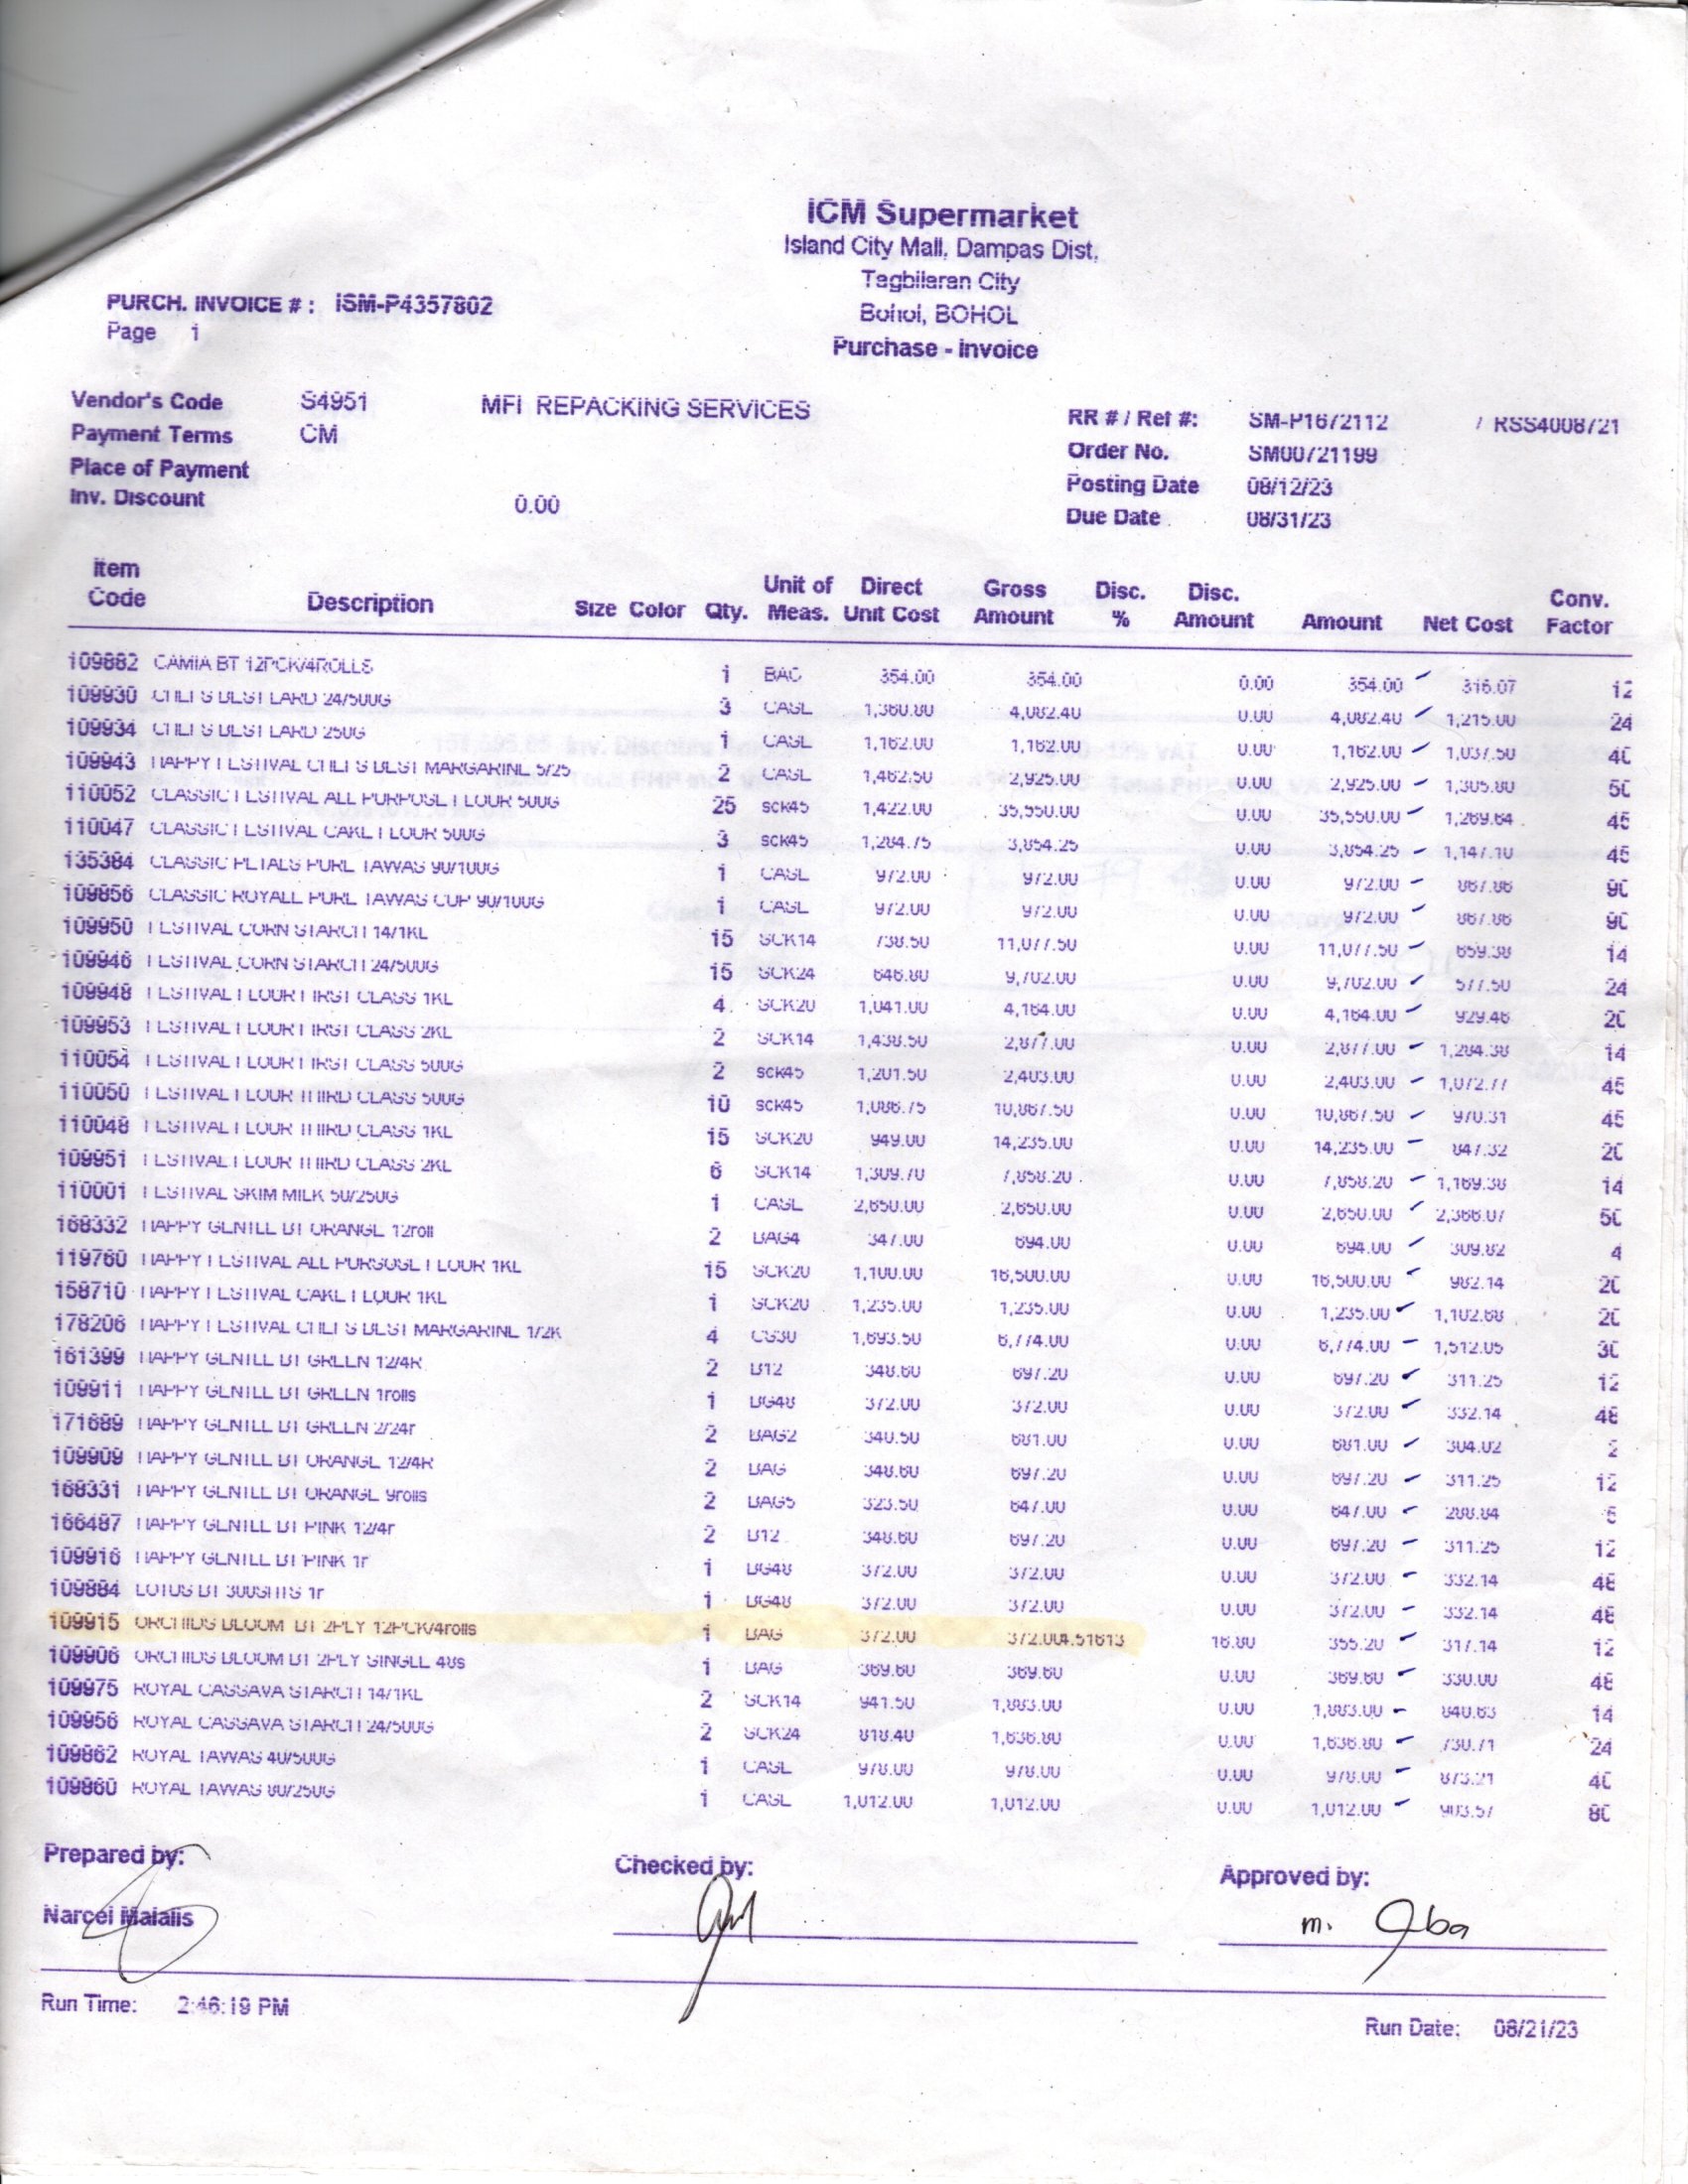 ICM Supermarket
Island City Mall, Dampas Dist.
Tagbilaran City
Bohol, BOHOL
Purchase - Invoice
PURCH. INVOICE # : ISM-P4357802
Page 1
Vendor's Code S4951 MFI REPACKING SERVICES
Payment Terms CM
Place of Payment
Inv. Discount 0.00
RR # / Ref #: SM-P1672112 / RSS4008721
Order No. SM00721199
Posting Date 08/12/23
Due Date 08/31/23
Item Code Description Size Color Qty. Unit of Meas. Direct Unit Cost Gross Amount Disc. % Disc. Amount Amount Net Cost Conv. Factor
109882 CAMIA BT 12PCK/4ROLLS 1 BAG 354.00 354.00 0.00 354.00 316.07 12
109930 CHEF'S BEST LARD 24/500G 3 CASE 1,360.80 4,082.40 0.00 4,082.40 1,215.00 24
109934 CHEF'S BEST LARD 250G 1 CASE 1,162.00 1,162.00 0.00 1,162.00 1,037.50 40
109943 HAPPY FESTIVAL CHEF'S BEST MARGARINE 5/25 2 CASE 1,462.50 2,925.00 0.00 2,925.00 1,305.80 50
110052 CLASSIC FESTIVAL ALL PURPOSE FLOUR 500G 25 sck45 1,422.00 35,550.00 0.00 35,550.00 1,269.64 45
110047 CLASSIC FESTIVAL CAKE FLOUR 500G 3 sck45 1,284.75 3,854.25 0.00 3,854.25 1,147.10 45
135384 CLASSIC PETALS PURE TAWAS 90/100G 1 CASE 972.00 972.00 0.00 972.00 867.86 90
109856 CLASSIC ROYALE PURE TAWAS CUP 90/100G 1 CASE 972.00 972.00 0.00 972.00 867.86 90
109950 FESTIVAL CORN STARCH 14/1KL 15 SCK14 738.50 11,077.50 0.00 11,077.50 659.38 14
109946 FESTIVAL CORN STARCH 24/500G 15 SCK24 646.80 9,702.00 0.00 9,702.00 577.50 24
109948 FESTIVAL FLOUR FIRST CLASS 1KL 4 SCK20 1,041.00 4,164.00 0.00 4,164.00 929.46 20
109953 FESTIVAL FLOUR FIRST CLASS 2KL 2 SCK14 1,438.50 2,877.00 0.00 2,877.00 1,284.38 14
110054 FESTIVAL FLOUR FIRST CLASS 500G 2 sck45 1,201.50 2,403.00 0.00 2,403.00 1,072.77 45
110050 FESTIVAL FLOUR THIRD CLASS 500G 10 sck45 1,086.75 10,867.50 0.00 10,867.50 970.31 45
110048 FESTIVAL FLOUR THIRD CLASS 1KL 15 SCK20 949.00 14,235.00 0.00 14,235.00 847.32 20
109951 FESTIVAL FLOUR THIRD CLASS 2KL 6 SCK14 1,309.70 7,858.20 0.00 7,858.20 1,169.38 14
110001 FESTIVAL SKIM MILK 50/250G 1 CASE 2,650.00 2,650.00 0.00 2,650.00 2,366.07 50
168332 HAPPY GENTLE BT ORANGE 12roll 2 BAG4 347.00 694.00 0.00 694.00 309.82 4
119760 HAPPY FESTIVAL ALL PURSOSE FLOUR 1KL 15 SCK20 1,100.00 16,500.00 0.00 16,500.00 982.14 20
158710 HAPPY FESTIVAL CAKE FLOUR 1KL 1 SCK20 1,235.00 1,235.00 0.00 1,235.00 1,102.68 20
178206 HAPPY FESTIVAL CHEF'S BEST MARGARINE 1/2K 4 CS30 1,693.50 6,774.00 0.00 6,774.00 1,512.05 30
161399 HAPPY GENTLE BT GREEN 12/4R 2 B12 348.60 697.20 0.00 697.20 311.25 12
109911 HAPPY GENTLE BT GREEN 1rolls 1 BG48 372.00 372.00 0.00 372.00 332.14 48
171689 HAPPY GENTLE BT GREEN 2/24r 2 BAG2 340.50 681.00 0.00 681.00 304.02 2
109909 HAPPY GENTLE BT ORANGE 12/4R 2 BAG 348.60 697.20 0.00 697.20 311.25 12
168331 HAPPY GENTLE BT ORANGE 9rolls 2 BAG5 323.50 647.00 0.00 647.00 288.84 5
166487 HAPPY GENTLE BT PINK 12/4r 2 B12 348.60 697.20 0.00 697.20 311.25 12
109916 HAPPY GENTLE BT PINK 1r 1 BG48 372.00 372.00 0.00 372.00 332.14 48
109884 LOTUS BT 300SHTS 1r 1 BG48 372.00 372.00 0.00 372.00 332.14 48
109915 ORCHIDS BLOOM BT 2PLY 12PCK/4rolls 1 BAG 372.00 372.004.51613 16.80 355.20 317.14 12
109906 ORCHIDS BLOOM BT 2PLY SINGLE 48s 1 BAG 369.60 369.60 0.00 369.60 330.00 48
109975 ROYAL CASSAVA STARCH 14/1KL 2 SCK14 941.50 1,883.00 0.00 1,883.00 840.63 14
109956 ROYAL CASSAVA STARCH 24/500G 2 SCK24 818.40 1,636.80 0.00 1,636.80 730.71 24
109862 ROYAL TAWAS 40/500G 1 CASE 978.00 978.00 0.00 978.00 873.21 40
109860 ROYAL TAWAS 80/250G 1 CASE 1,012.00 1,012.00 0.00 1,012.00 903.57 80
Prepared by: Checked by: Approved by:
Narcel Malalis m.
Run Time: 2:46:19 PM
Run Date: 08/21/23